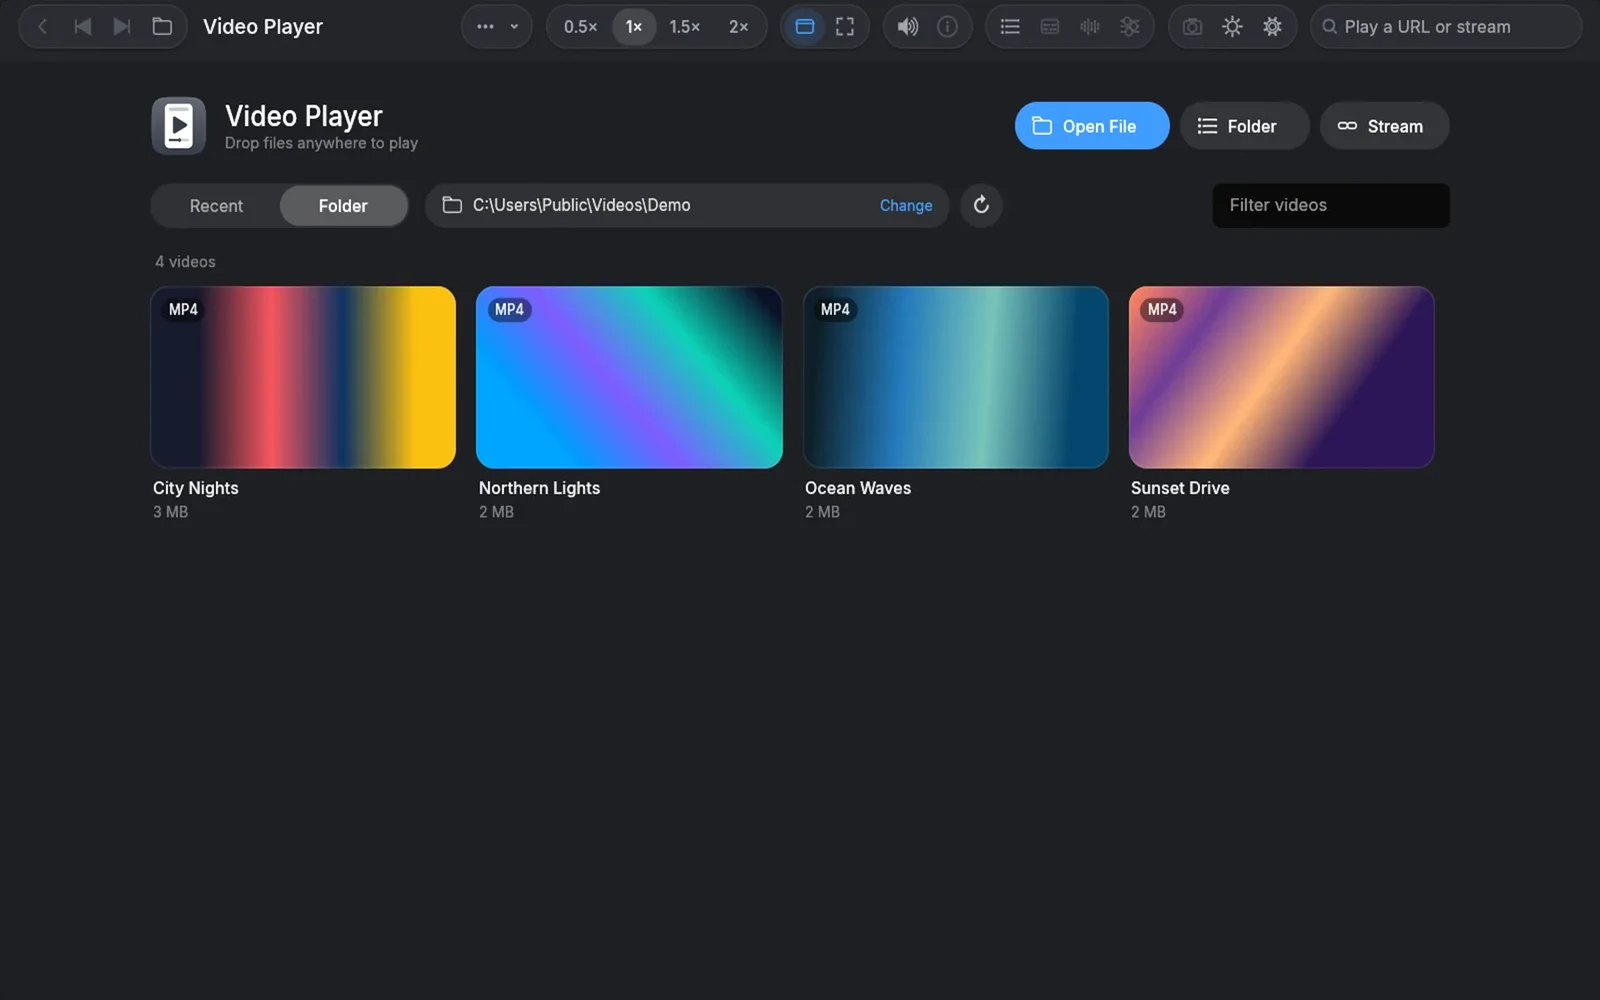 Video Player
0.5× 1× 1.5× 2×
Play a URL or stream
Video Player
Drop files anywhere to play
Open File
Folder
Stream
Recent
Folder
C:\Users\Public\Videos\Demo
Change
Filter videos
4 videos
MP4
MP4
MP4
MP4
City Nights
3 MB
Northern Lights
2 MB
Ocean Waves
2 MB
Sunset Drive
2 MB